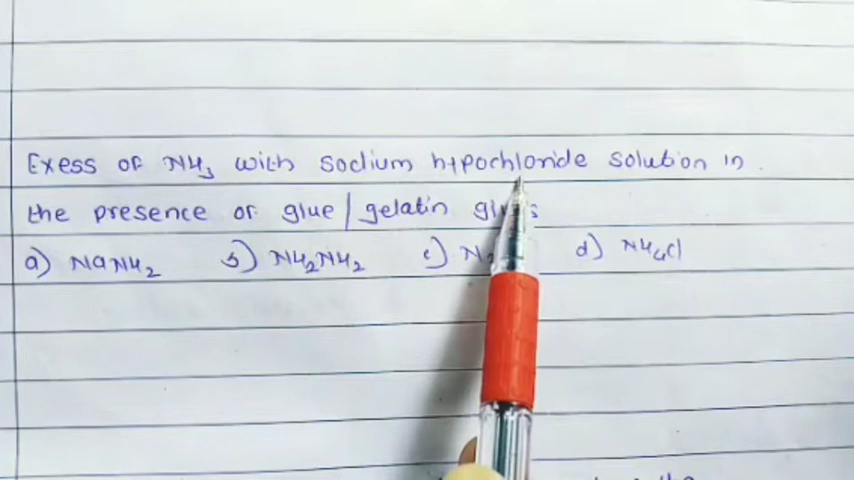 Exess of NH3 with sodium hypochloride solution in
the presence of glue/gelatin
a) NaNH2 b) NH2NH2 c) d) NH4Cl